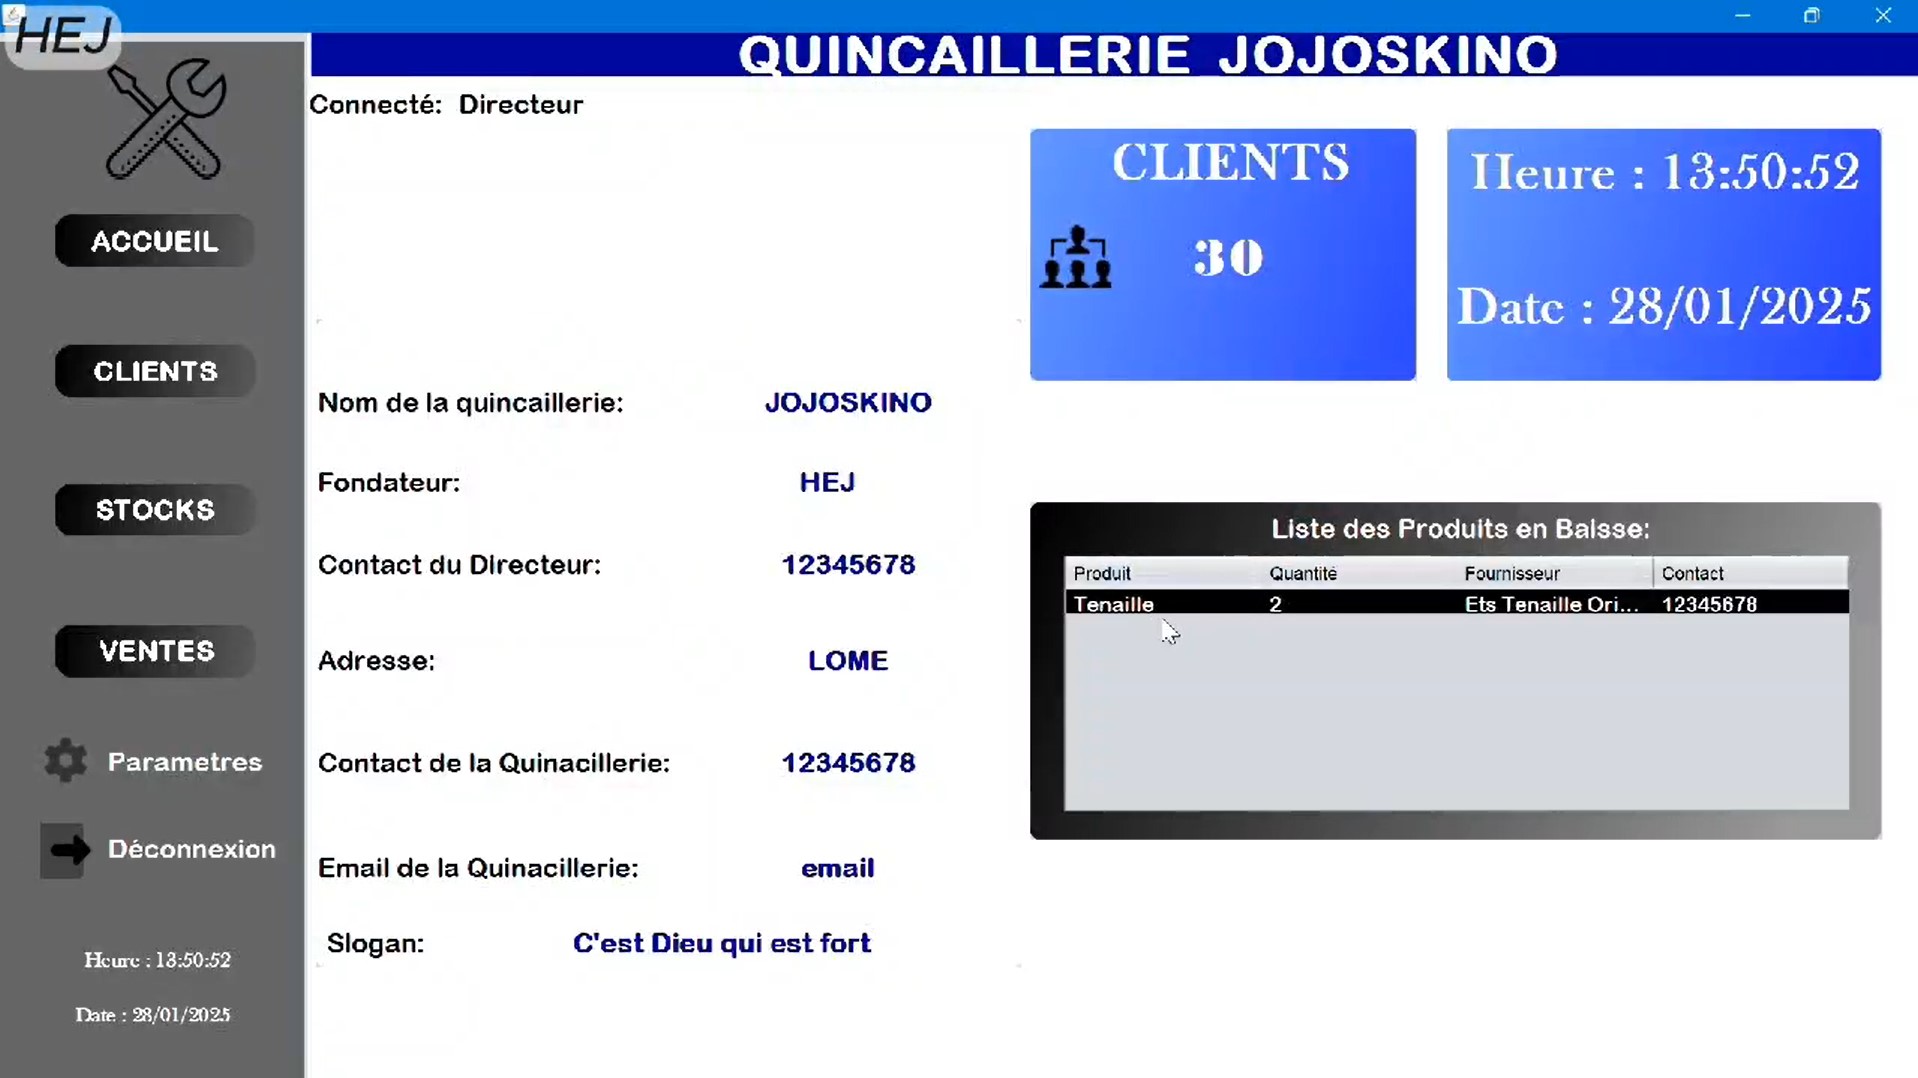 HEJ
QUINCAILLERIE JOJOSKINO
Connecté: Directeur
ACCUEIL
CLIENTS
STOCKS
VENTES
Parametres
Déconnexion
Heure : 13:50:52
Date : 28/01/2025
CLIENTS
30
Heure : 13:50:52
Date : 28/01/2025
Nom de la quincaillerie: JOJOSKINO
Fondateur: HEJ
Contact du Directeur: 12345678
Adresse: LOME
Contact de la Quinacillerie: 12345678
Email de la Quinacillerie: email
Slogan: C'est Dieu qui est fort
Liste des Produits en Baisse:
Produit Quantité Fournisseur Contact
Tenaille 2 Ets Tenaille Ori... 12345678